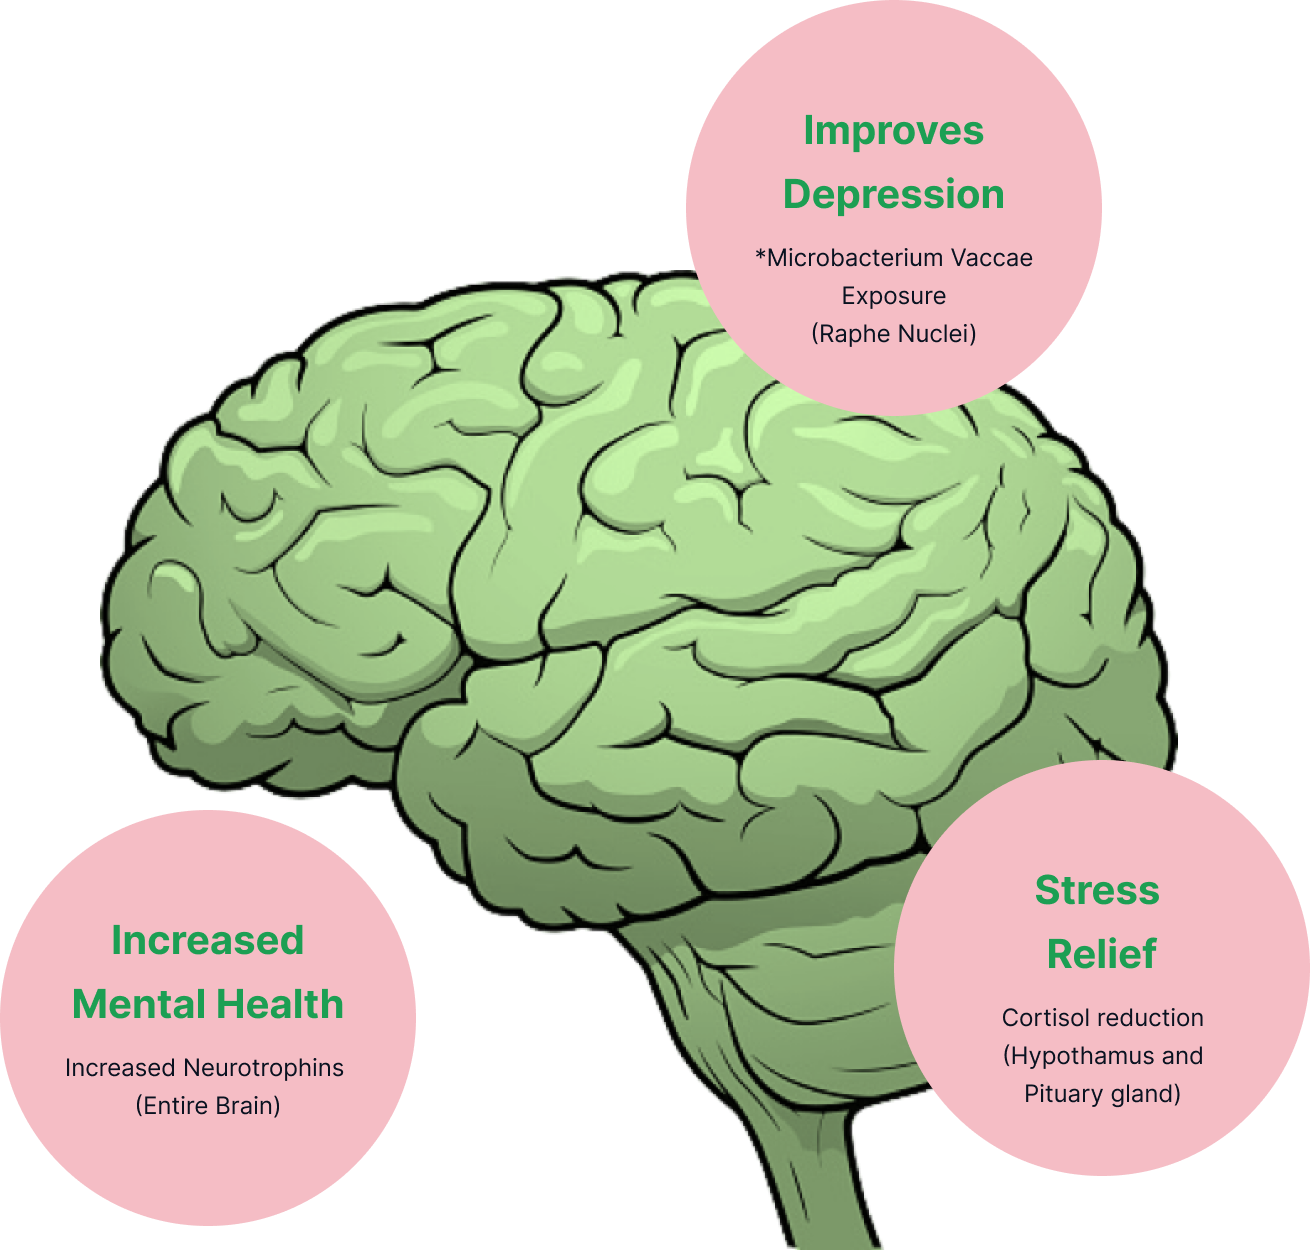 Improves
Depression
*Microbacterium Vaccae
Exposure
(Raphe Nuclei)
Stress
Relief
Cortisol reduction
(Hypothamus and
Pituary gland)
Increased
Mental Health
Increased Neurotrophins
(Entire Brain)